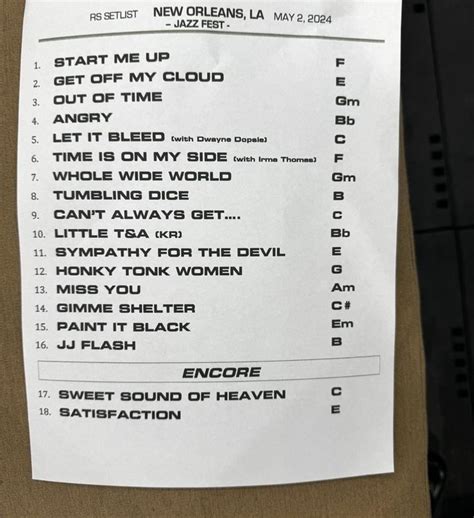 RS SETLIST NEW ORLEANS, LA MAY 2, 2024
- JAZZ FEST -
1. START ME UP F
2. GET OFF MY CLOUD E
3. OUT OF TIME Gm
4. ANGRY Bb
5. LET IT BLEED (with Dwayne Dopsie) C
6. TIME IS ON MY SIDE (with Irma Thomas) F
7. WHOLE WIDE WORLD Gm
8. TUMBLING DICE B
9. CAN'T ALWAYS GET.... C
10. LITTLE T&A (KR) Bb
11. SYMPATHY FOR THE DEVIL E
12. HONKY TONK WOMEN G
13. MISS YOU Am
14. GIMME SHELTER C#
15. PAINT IT BLACK Em
16. JJ FLASH B
ENCORE
17. SWEET SOUND OF HEAVEN C
18. SATISFACTION E